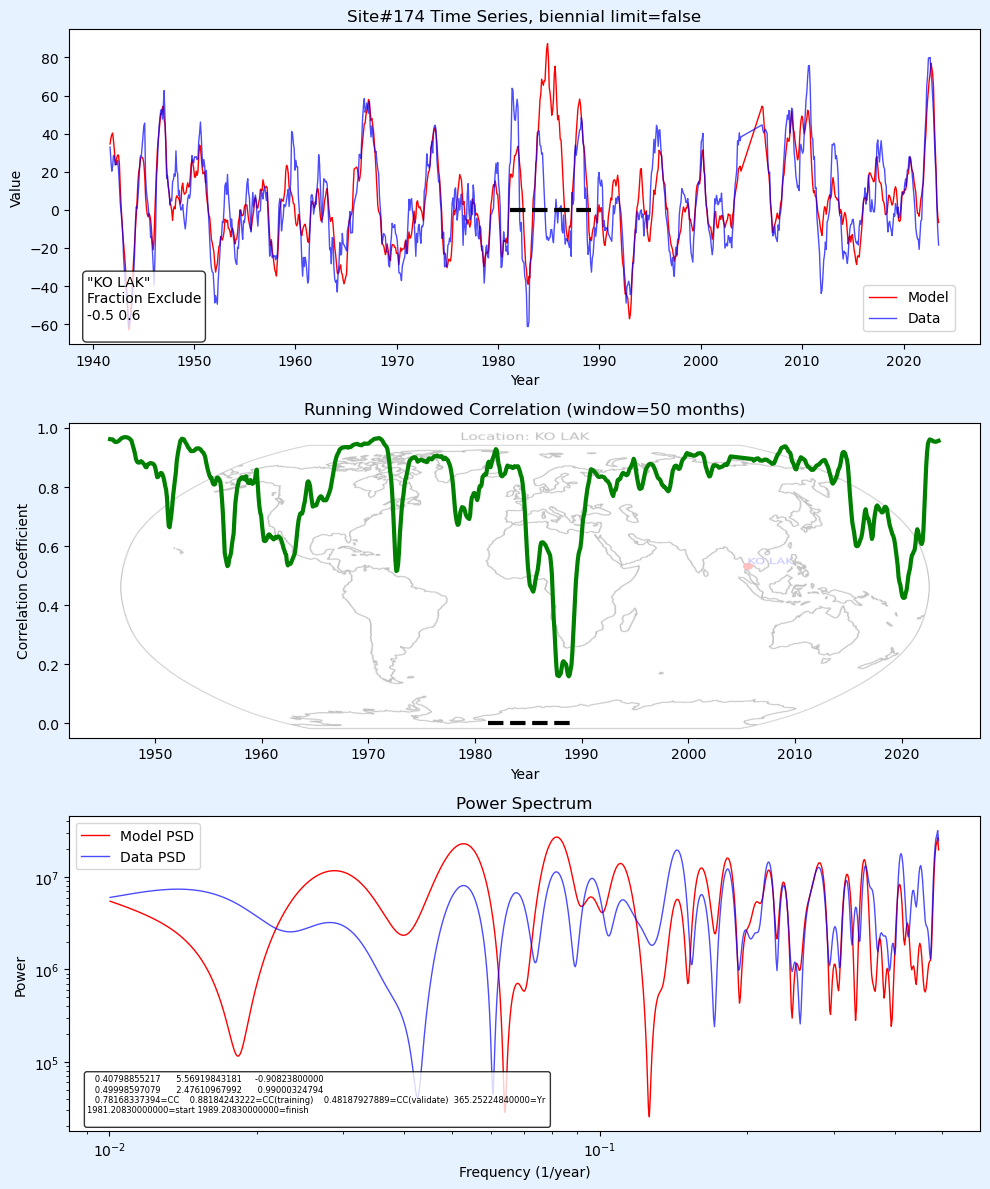 Site#174 Time Series, biennial limit=false
Value
80
60
40
20
0
−20
−40
−60
"KO LAK"
Fraction Exclude
-0.5 0.6
Model
Data
1940 1950 1960 1970 1980 1990 2000 2010 2020
Year
Running Windowed Correlation (window=50 months)
Location: KO LAK
Correlation Coefficient
1.0
0.8
0.6
0.4
0.2
0.0
KO LAK
1950 1960 1970 1980 1990 2000 2010 2020
Year
Power Spectrum
Model PSD
Data PSD
Power
10^7
10^6
10^5
0.40798855217 5.56919843181 -0.90823800000
0.49998597079 2.47610967992 0.99000324794
0.78168337394=CC 0.88184243222=CC(training) 0.48187927889=CC(validate) 365.25224840000=Yr
1981.20830000000=start 1989.20830000000=finish
10^−2 10^−1
Frequency (1/year)